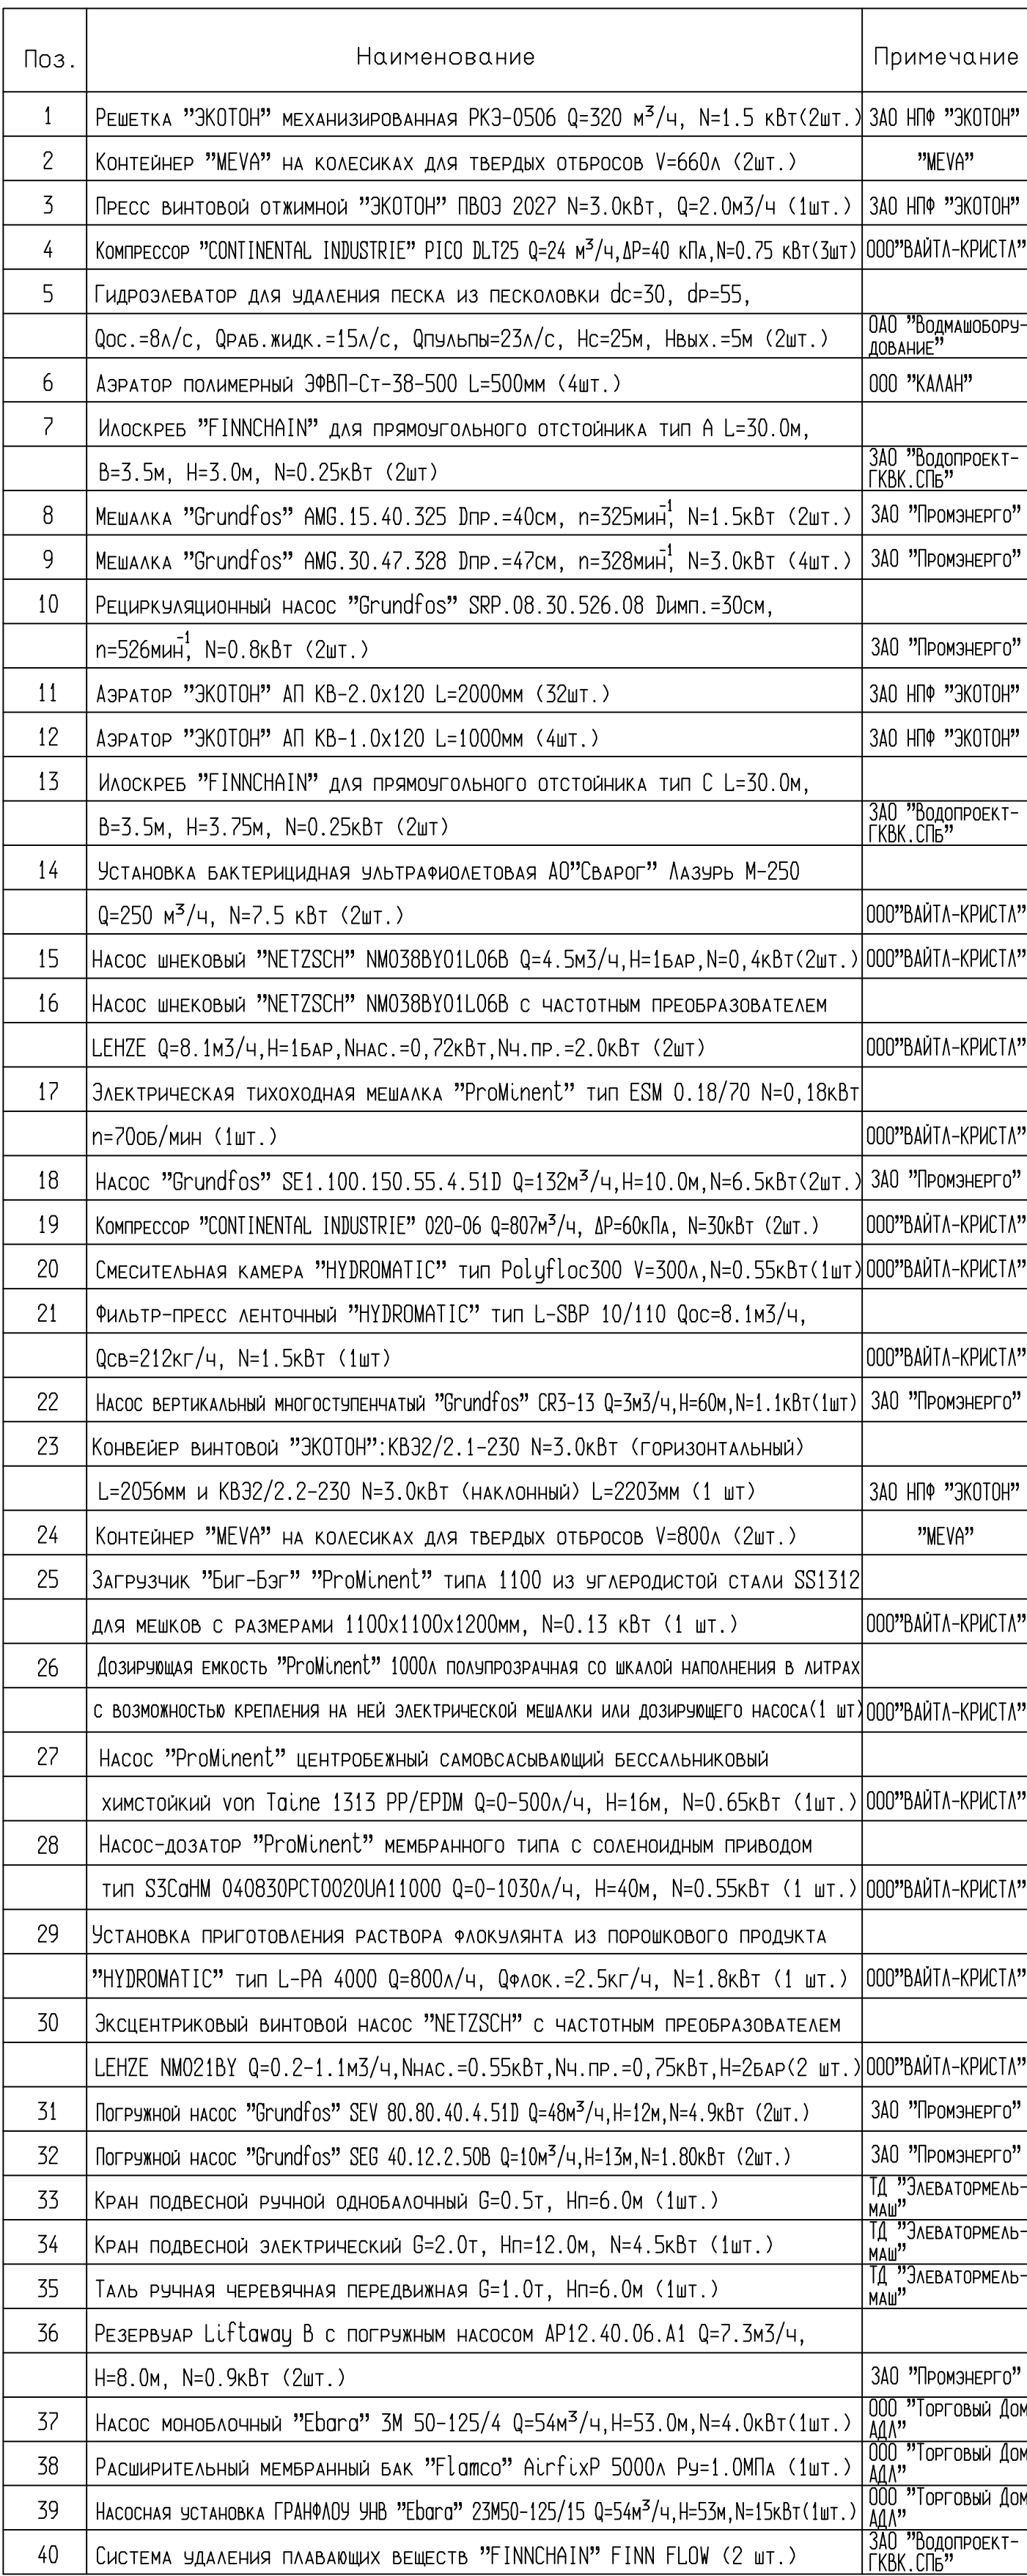 Поз. Наименование Примечание
1 Решетка "ЭКОТОН" механизированная РКЭ-0506 Q=320 м³/ч, N=1.5 кВт(2шт.) ЗАО НПФ "ЭКОТОН"
2 Контейнер "MEVA" на колесиках для твердых отбросов V=660л (2шт.) "MEVA"
3 Пресс винтовой отжимной "ЭКОТОН" ПВОЭ 2027 N=3.0кВт, Q=2.0м3/ч (1шт.) ЗАО НПФ "ЭКОТОН"
4 Компрессор "CONTINENTAL INDUSTRIE" PICO DLT25 Q=24 м³/ч,ΔP=40 кПа,N=0.75 кВт(3шт) ООО"ВАЙТЛ-КРИСТЛ"
5 Гидроэлеватор для удаления песка из песколовки dс=30, dр=55,
Qос.=8л/с, Qраб.жидк.=15л/с, Qпульпы=23л/с, Нс=25м, Нвых.=5м (2шт.) ОАО "Водмашобору-
дование"
6 Аэратор полимерный ЭФВП-Ст-38-500 L=500мм (4шт.) ООО "КАЛАН"
7 Илоскреб "FINNCHAIN" для прямоугольного отстойника тип А L=30.0м,
В=3.5м, Н=3.0м, N=0.25кВт (2шт) ЗАО "Водопроект-
ГКВК.СПб"
8 Мешалка "Grundfos" AMG.15.40.325 Dпр.=40см, n=325мин⁻¹, N=1.5кВт (2шт.) ЗАО "Промэнерго"
9 Мешалка "Grundfos" AMG.30.47.328 Dпр.=47см, n=328мин⁻¹, N=3.0кВт (4шт.) ЗАО "Промэнерго"
10 Рециркуляционный насос "Grundfos" SRP.08.30.526.08 Dимп.=30см,
n=526мин⁻¹, N=0.8кВт (2шт.) ЗАО "Промэнерго"
11 Аэратор "ЭКОТОН" АП КВ-2.0х120 L=2000мм (32шт.) ЗАО НПФ "ЭКОТОН"
12 Аэратор "ЭКОТОН" АП КВ-1.0х120 L=1000мм (4шт.) ЗАО НПФ "ЭКОТОН"
13 Илоскреб "FINNCHAIN" для прямоугольного отстойника тип С L=30.0м,
В=3.5м, Н=3.75м, N=0.25кВт (2шт) ЗАО "Водопроект-
ГКВК.СПб"
14 Установка бактерицидная ультрафиолетовая АО"Сварог" Лазурь М-250
Q=250 м³/ч, N=7.5 кВт (2шт.) ООО"ВАЙТЛ-КРИСТЛ"
15 Насос шнековый "NETZSCH" NM038BY01L06B Q=4.5м3/ч,Н=1бар,N=0,4кВт(2шт.) ООО"ВАЙТЛ-КРИСТЛ"
16 Насос шнековый "NETZSCH" NM038BY01L06B с частотным преобразователем
LEHZE Q=8.1м3/ч,Н=1бар,Nнас.=0,72кВт,Nч.пр.=2.0кВт (2шт) ООО"ВАЙТЛ-КРИСТЛ"
17 Электрическая тихоходная мешалка "ProMinent" тип ESM 0.18/70 N=0,18кВт
n=70об/мин (1шт.) ООО"ВАЙТЛ-КРИСТЛ"
18 Насос "Grundfos" SE1.100.150.55.4.51D Q=132м³/ч,Н=10.0м,N=6.5кВт(2шт.) ЗАО "Промэнерго"
19 Компрессор "CONTINENTAL INDUSTRIE" 020-06 Q=807м³/ч, ΔP=60кПа, N=30кВт (2шт.) ООО"ВАЙТЛ-КРИСТЛ"
20 Смесительная камера "HYDROMATIC" тип Polyfloc300 V=300л,N=0.55кВт(1шт) ООО"ВАЙТЛ-КРИСТЛ"
21 Фильтр-пресс ленточный "HYDROMATIC" тип L-SBP 10/110 Qос=8.1м3/ч,
Qсв=212кг/ч, N=1.5кВт (1шт) ООО"ВАЙТЛ-КРИСТЛ"
22 Насос вертикальный многоступенчатый "Grundfos" CR3-13 Q=3м3/ч,Н=60м,N=1.1кВт(1шт) ЗАО "Промэнерго"
23 Конвейер винтовой "ЭКОТОН":КВЭ2/2.1-230 N=3.0кВт (горизонтальный)
L=2056мм и КВЭ2/2.2-230 N=3.0кВт (наклонный) L=2203мм (1 шт) ЗАО НПФ "ЭКОТОН"
24 Контейнер "MEVA" на колесиках для твердых отбросов V=800л (2шт.) "MEVA"
25 Загрузчик "Биг-Бэг" "ProMinent" типа 1100 из углеродистой стали SS1312
для мешков с размерами 1100х1100х1200мм, N=0.13 кВт (1 шт.) ООО"ВАЙТЛ-КРИСТЛ"
26 Дозирующая емкость "ProMinent" 1000л полупрозрачная со шкалой наполнения в литрах
с возможностью крепления на ней электрической мешалки или дозирующего насоса(1 шт) ООО"ВАЙТЛ-КРИСТЛ"
27 Насос "ProMinent" центробежный самовсасывающий бессальниковый
химстойкий von Taine 1313 PP/EPDM Q=0-500л/ч, Н=16м, N=0.65кВт (1шт.) ООО"ВАЙТЛ-КРИСТЛ"
28 Насос-дозатор "ProMinent" мембранного типа с соленоидным приводом
тип S3CaHM 040830PCT0020UA11000 Q=0-1030л/ч, Н=40м, N=0.55кВт (1 шт.) ООО"ВАЙТЛ-КРИСТЛ"
29 Установка приготовления раствора флокулянта из порошкового продукта
"HYDROMATIC" тип L-PA 4000 Q=800л/ч, Qфлок.=2.5кг/ч, N=1.8кВт (1 шт.) ООО"ВАЙТЛ-КРИСТЛ"
30 Эксцентриковый винтовой насос "NETZSCH" с частотным преобразователем
LEHZE NM021BY Q=0.2-1.1м3/ч,Nнас.=0.55кВт,Nч.пр.=0,75кВт,Н=2бар(2 шт.) ООО"ВАЙТЛ-КРИСТЛ"
31 Погружной насос "Grundfos" SEV 80.80.40.4.51D Q=48м³/ч,Н=12м,N=4.9кВт (2шт.) ЗАО "Промэнерго"
32 Погружной насос "Grundfos" SEG 40.12.2.50B Q=10м³/ч,Н=13м,N=1.80кВт (2шт.) ЗАО "Промэнерго"
33 Кран подвесной ручной однобалочный G=0.5т, Нп=6.0м (1шт.) ТД "Элеватормель-
маш"
34 Кран подвесной электрический G=2.0т, Нп=12.0м, N=4.5кВт (1шт.) ТД "Элеватормель-
маш"
35 Таль ручная черевячная передвижная G=1.0т, Нп=6.0м (1шт.) ТД "Элеватормель-
маш"
36 Резервуар Liftaway B с погружным насосом AP12.40.06.A1 Q=7.3м3/ч,
Н=8.0м, N=0.9кВт (2шт.) ЗАО "Промэнерго"
37 Насос моноблочный "Ebara" 3M 50-125/4 Q=54м³/ч,Н=53.0м,N=4.0кВт(1шт.) ООО "Торговый Дом
АДЛ"
38 Расширительный мембранный бак "Flamco" AirfixP 5000л Ру=1.0МПа (1шт.) ООО "Торговый Дом
АДЛ"
39 Насосная установка ГРАНФЛОУ УНВ "Ebara" 23M50-125/15 Q=54м³/ч,Н=53м,N=15кВт(1шт.) ООО "Торговый Дом
АДЛ"
40 Система удаления плавающих веществ "FINNCHAIN" FINN FLOW (2 шт.) ЗАО "Водопроект-
ГКВК.СПб"